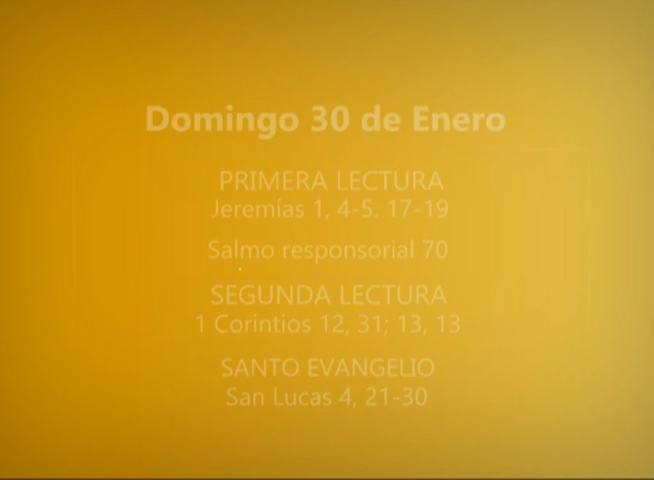 Domingo 30 de Enero
PRIMERA LECTURA
Jeremías 1, 4-5. 17-19
Salmo responsorial 70
SEGUNDA LECTURA
1 Corintios 12, 31; 13, 13
SANTO EVANGELIO
San Lucas 4, 21-30